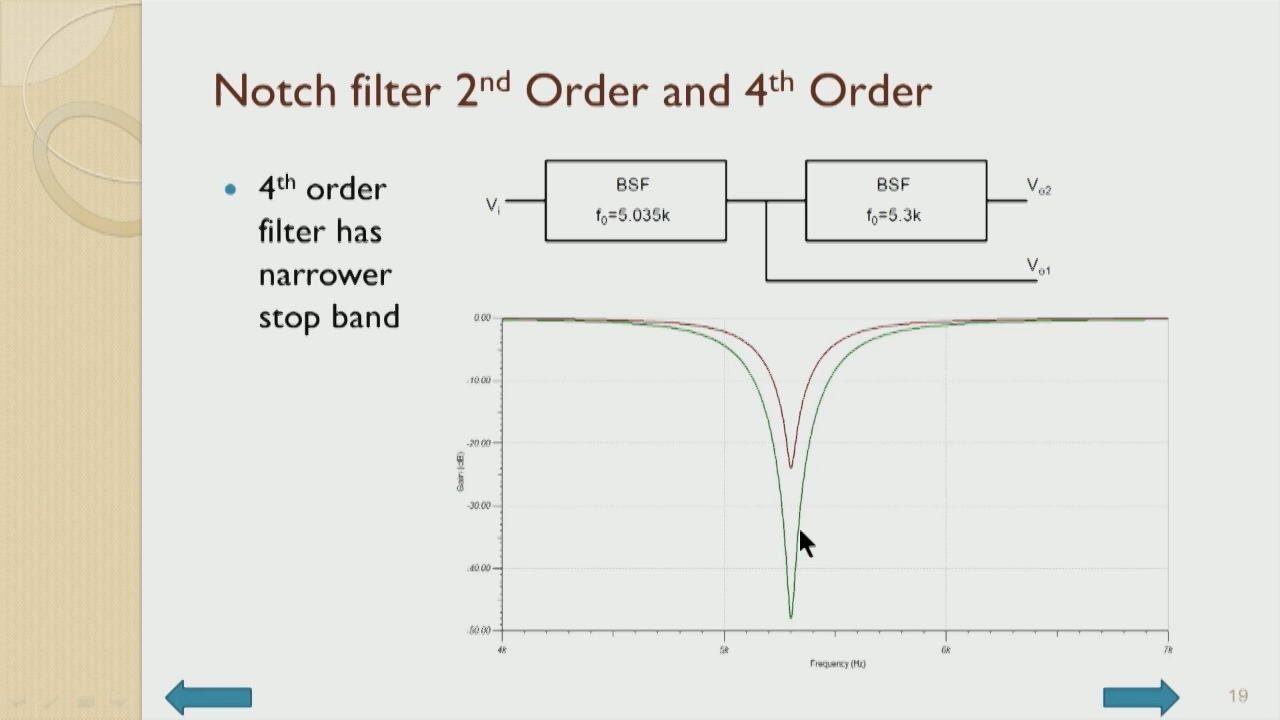 Notch filter 2nd Order and 4th Order
• 4th order
filter has
narrower
stop band
Vi
BSF
f0=5.035k
BSF
f0=5.3k
Vo2
Vo1
0.00
-10.00
-20.00
-30.00
-40.00
-50.00
Gain (dB)
4k
5k
6k
7k
Frequency (Hz)
19